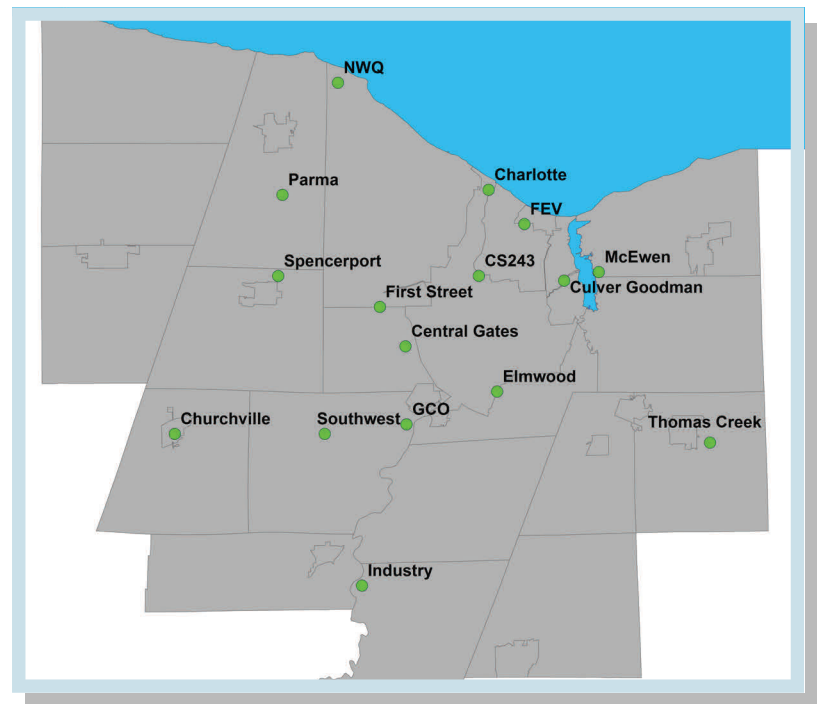 NWQ
Charlotte
Parma
FEV
Spencerport
CS243
McEwen
First Street
Culver Goodman
Central Gates
Elmwood
Churchville
Southwest
GCO
Thomas Creek
Industry